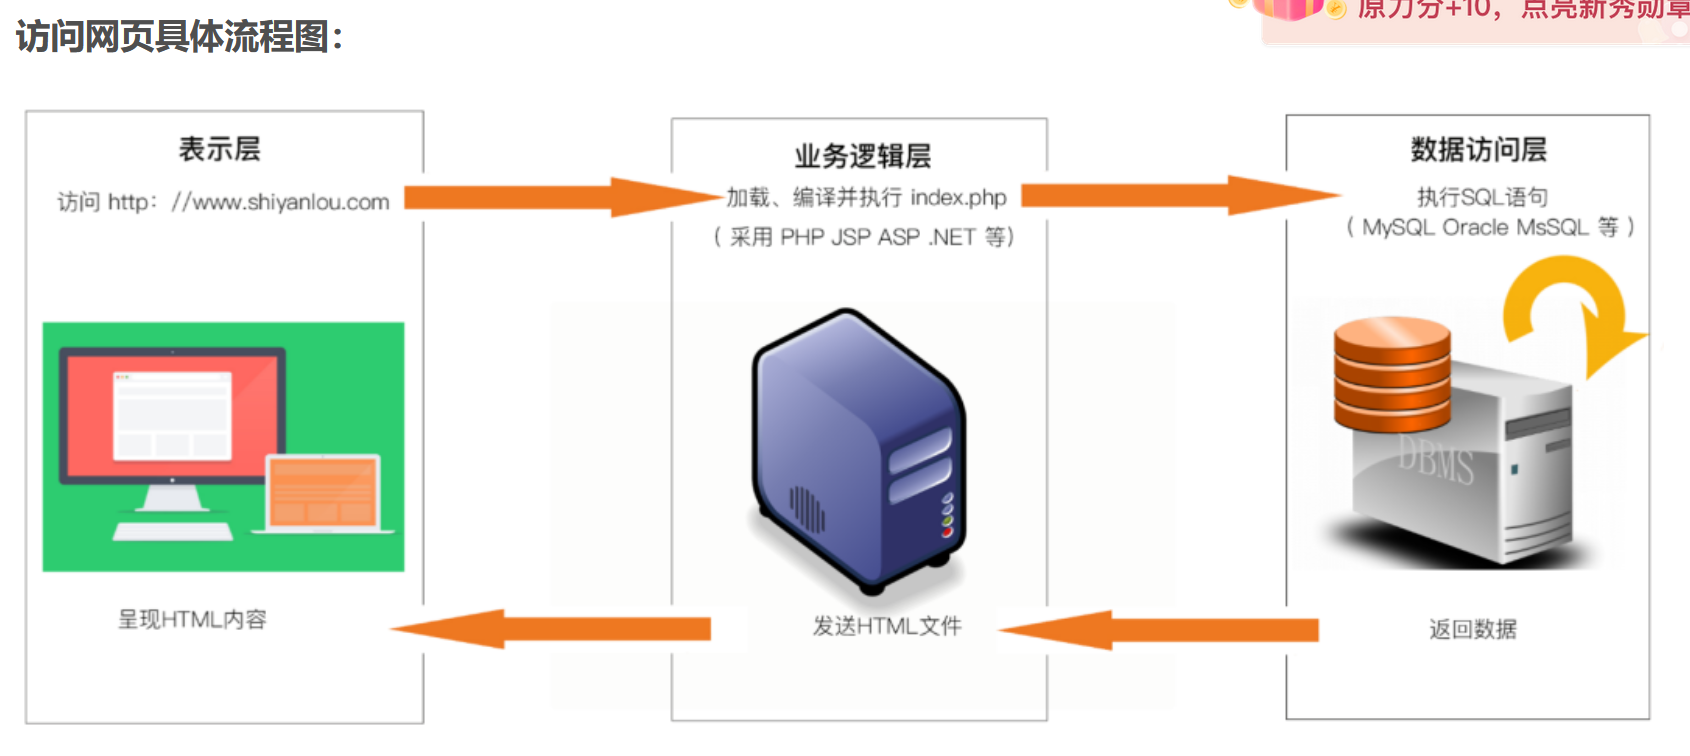 原力分+10，点亮新秀勋章
访问网页具体流程图：
表示层
访问 http：//www.shiyanlou.com
呈现HTML内容
业务逻辑层
加载、编译并执行 index.php
（ 采用 PHP JSP ASP .NET 等）
发送HTML文件
数据访问层
执行SQL语句
（ MySQL Oracle MsSQL 等 ）
DBMS
返回数据